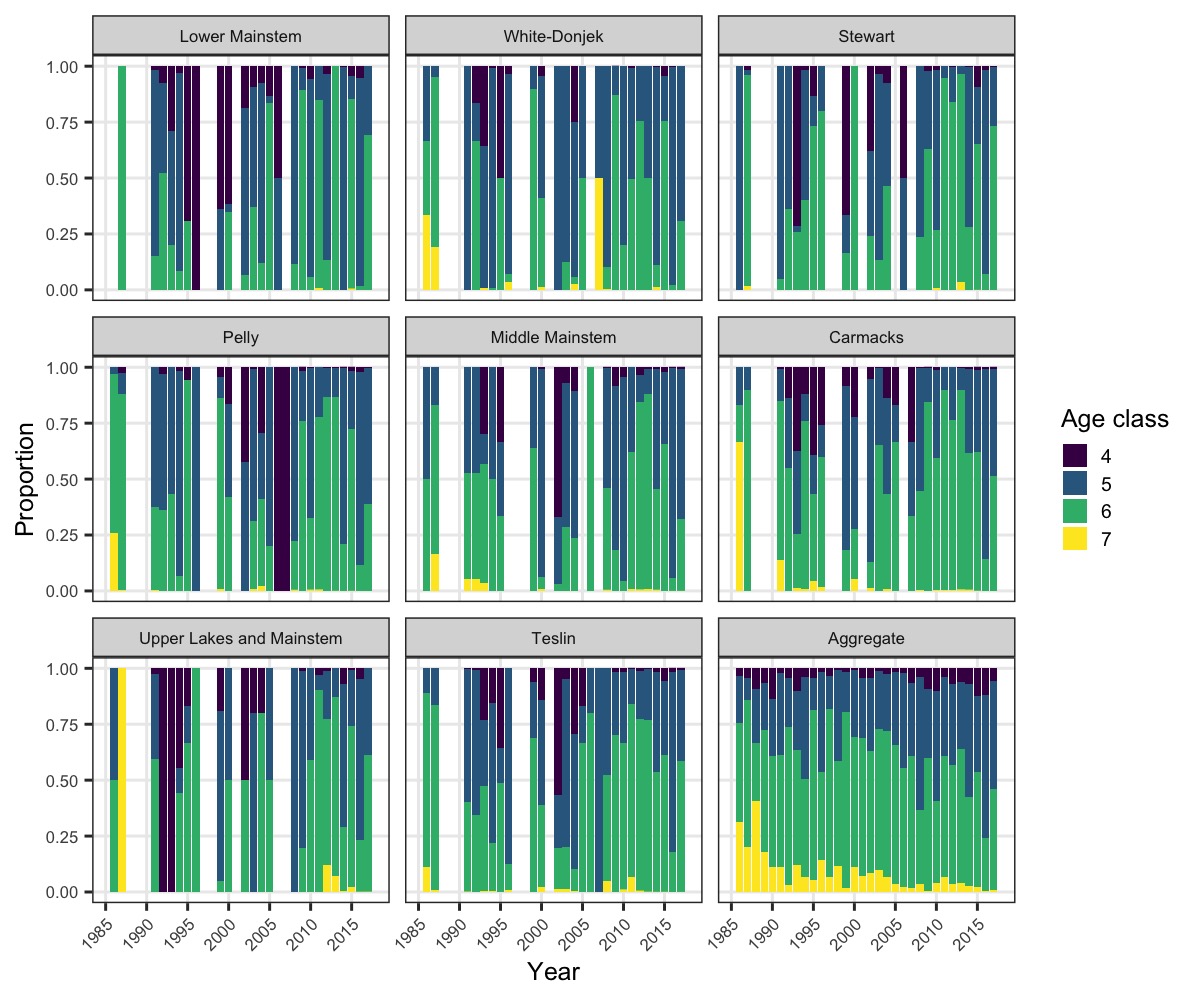 Lower Mainstem
White-Donjek
Stewart
1.00
0.75
0.50
0.25
0.00
Pelly
Middle Mainstem
Carmacks
1.00
0.75
0.50
0.25
0.00
Upper Lakes and Mainstem
Teslin
Aggregate
1.00
0.75
0.50
0.25
0.00
1985 1990 1995 2000 2005 2010 2015
1985 1990 1995 2000 2005 2010 2015
1985 1990 1995 2000 2005 2010 2015
Year
Proportion
Age class
4
5
6
7